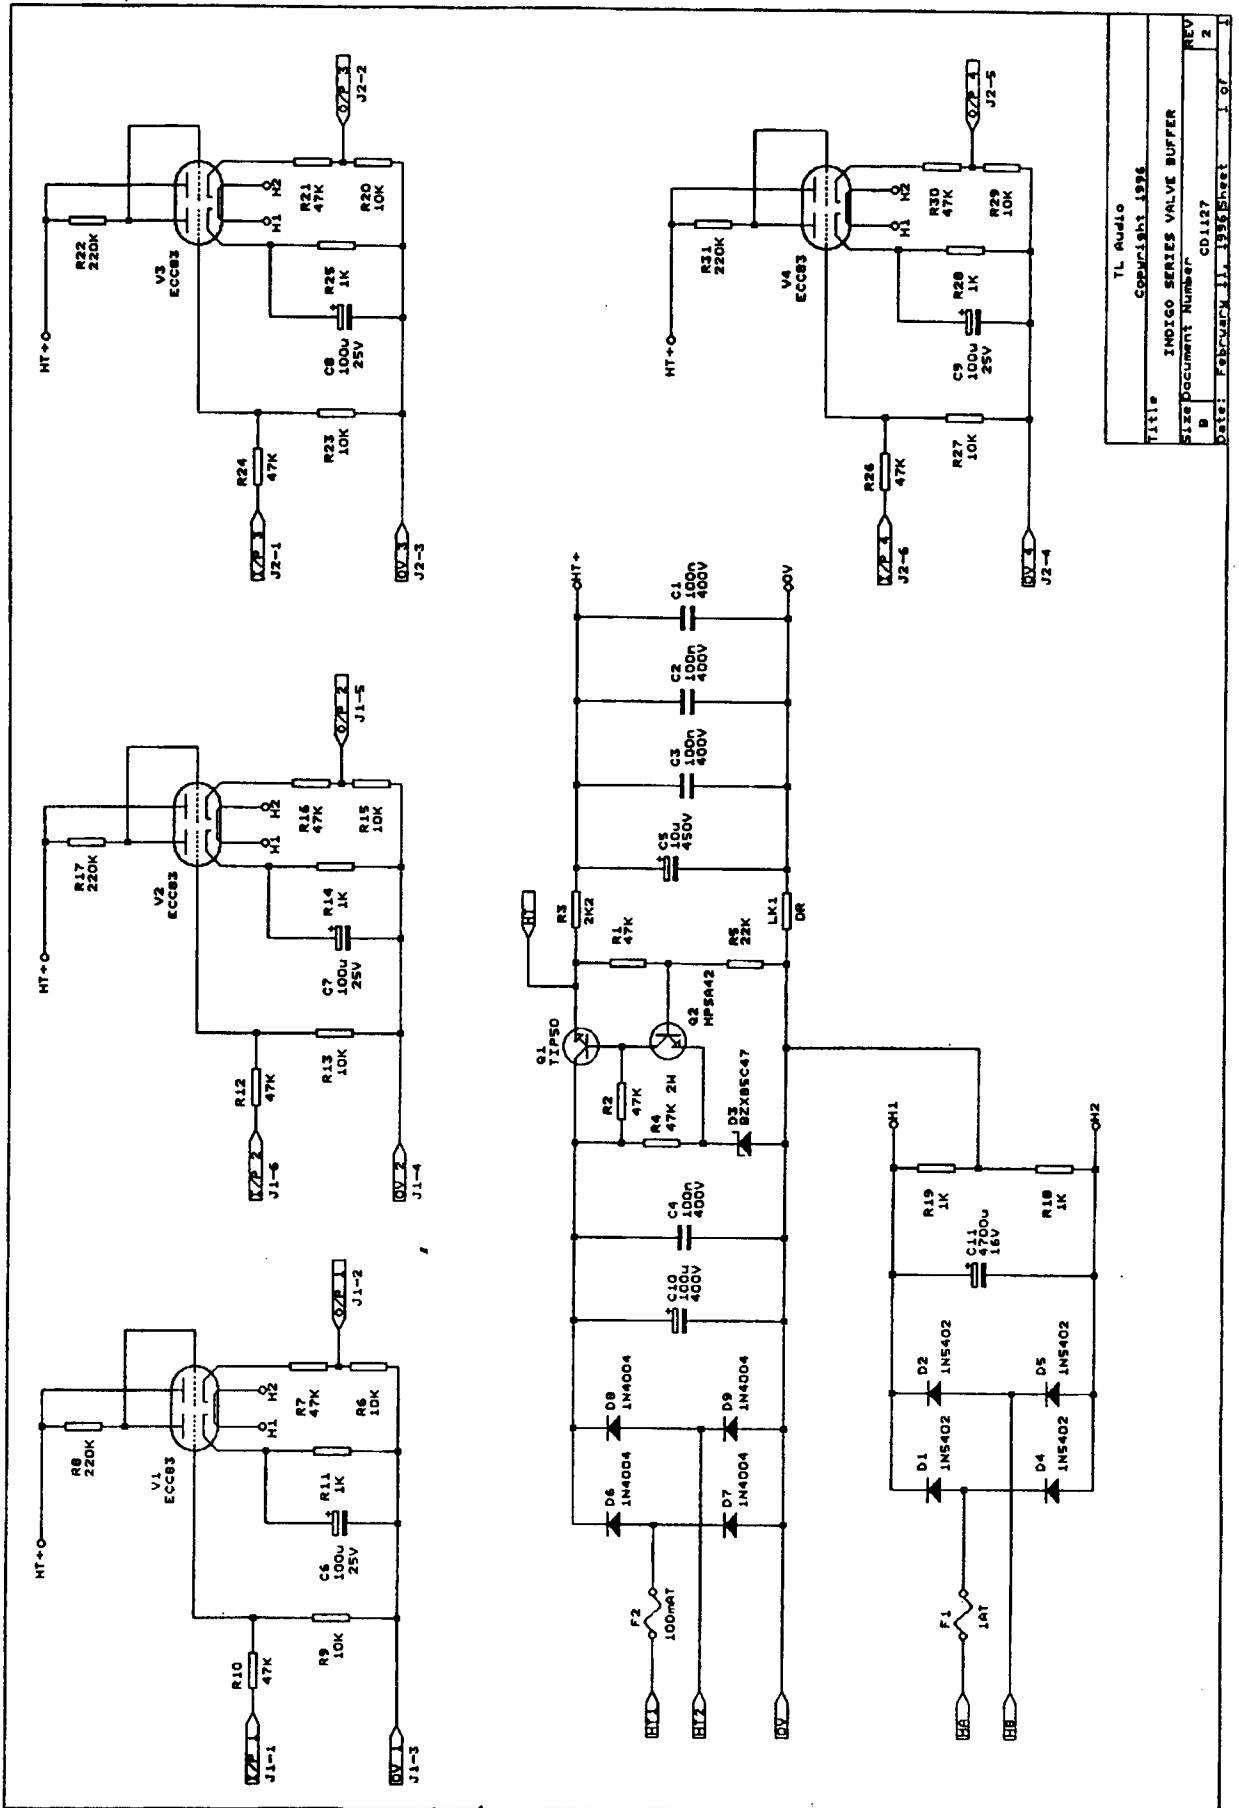 HT+
R8
220K
V1
ECC83
I/P 1
J1-1
R10
47K
R9
10K
C6
100u
25V
R11
1K
H1
H2
R7
47K
R6
10K
O/P 1
J1-2
0V 1
J1-3
HT+
R17
220K
V2
ECC83
I/P 2
J1-6
R12
47K
R13
10K
C7
100u
25V
R14
1K
H1
H2
R16
47K
R15
10K
O/P 2
J1-5
0V 2
J1-4
HT+
R22
220K
V3
ECC83
I/P 3
J2-1
R24
47K
R23
10K
C8
100u
25V
R25
1K
H1
H2
R21
47K
R20
10K
O/P 3
J2-2
0V 3
J2-3
HT1
HT2
0V
F2
100mAT
D6
1N4004
D8
1N4004
D7
1N4004
D9
1N4004
C10
100u
400V
C4
100n
400V
R2
47K
R4
47K 2W
D3
BZX85C47
Q1
TIP50
Q2
MPSA42
HT
R1
47K
R5
22K
R3
2K2
LK1
0R
C5
10u
450V
C3
100n
400V
C2
100n
400V
C1
100n
400V
HT+
0V
HA
HB
F1
1AT
D1
1N5402
D2
1N5402
D4
1N5402
D5
1N5402
C11
4700u
16V
R19
1K
R18
1K
H1
H2
HT+
R31
220K
V4
ECC83
I/P 4
J2-6
R26
47K
R27
10K
C9
100u
25V
R28
1K
H1
H2
R30
47K
R29
10K
O/P 4
J2-5
0V 4
J2-4
TL Audio
Copyright 1996
Title
INDIGO SERIES VALVE BUFFER
Size Document Number REV
B CD1127 2
Date: February 11, 1996 Sheet 1 of 1